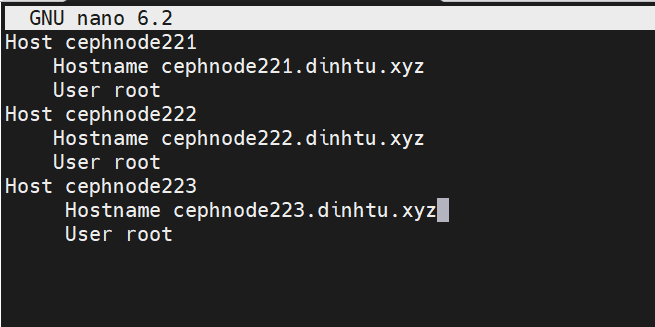 GNU nano 6.2
Host cephnode221
    Hostname cephnode221.dinhtu.xyz
    User root
Host cephnode222
    Hostname cephnode222.dinhtu.xyz
    User root
Host cephnode223
     Hostname cephnode223.dinhtu.xyz
     User root